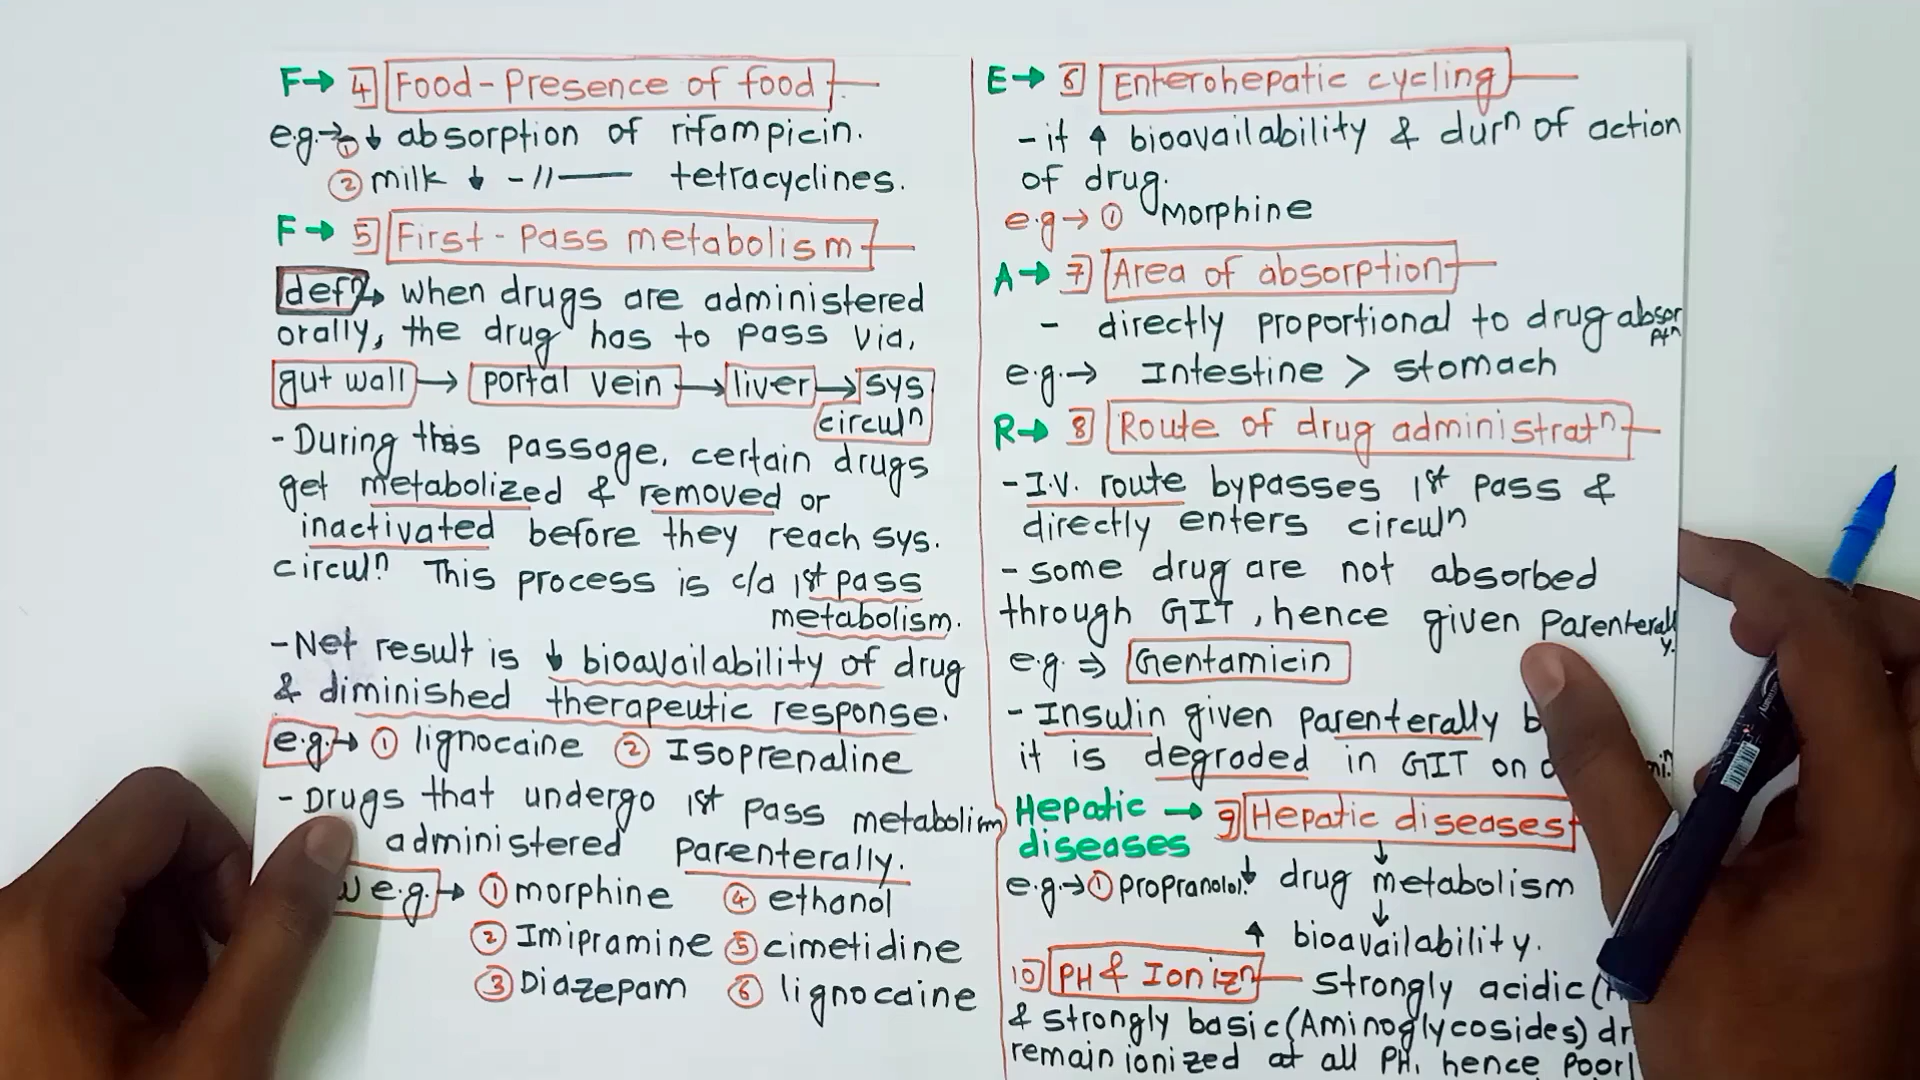 F→ 4 Food-Presence of food
e.g.→ ① ↓ absorption of rifampicin.
② milk ↓ -〃— tetracyclines.
F→ 5 First-pass metabolism
defⁿ→ when drugs are administered
orally, the drug has to pass via,
gut wall → portal vein → liver → sys
circulⁿ
- During this passage, certain drugs
get metabolized & removed or
inactivated before they reach sys.
circulⁿ. This process is c/a 1st pass
metabolism.
- Net result is ↓ bioavailability of drug
& diminished therapeutic response.
e.g.→ ① lignocaine ② Isoprenaline
- Drugs that undergo 1st pass metabolism
administered parenterally.
e.g.→ ① morphine ④ ethanol
② Imipramine ⑤ cimetidine
③ Diazepam ⑥ lignocaine
E→ 6 Enterohepatic cycling
- it ↑ bioavailability & durⁿ of action
of drug.
e.g→ ① Morphine
A→ 7 Area of absorption
- directly proportional to drug absor
ptⁿ
e.g.→ Intestine > stomach
R→ 8 Route of drug administratⁿ
- I.V. route bypasses 1st pass &
directly enters circulⁿ
- some drug are not absorbed
through GIT, hence given Parenterall
y.
e.g. ⇒ Gentamicin
- Insulin given parenterally
it is degraded in GIT on
Hepatic → 9 Hepatic diseases
diseases
e.g.→ ① propranolol. ↓ drug metabolism
↓
↑ bioavailability.
10 PH & Ionizⁿ — strongly acidic
& strongly basic (Aminoglycosides)
remain ionized at all PH, hence